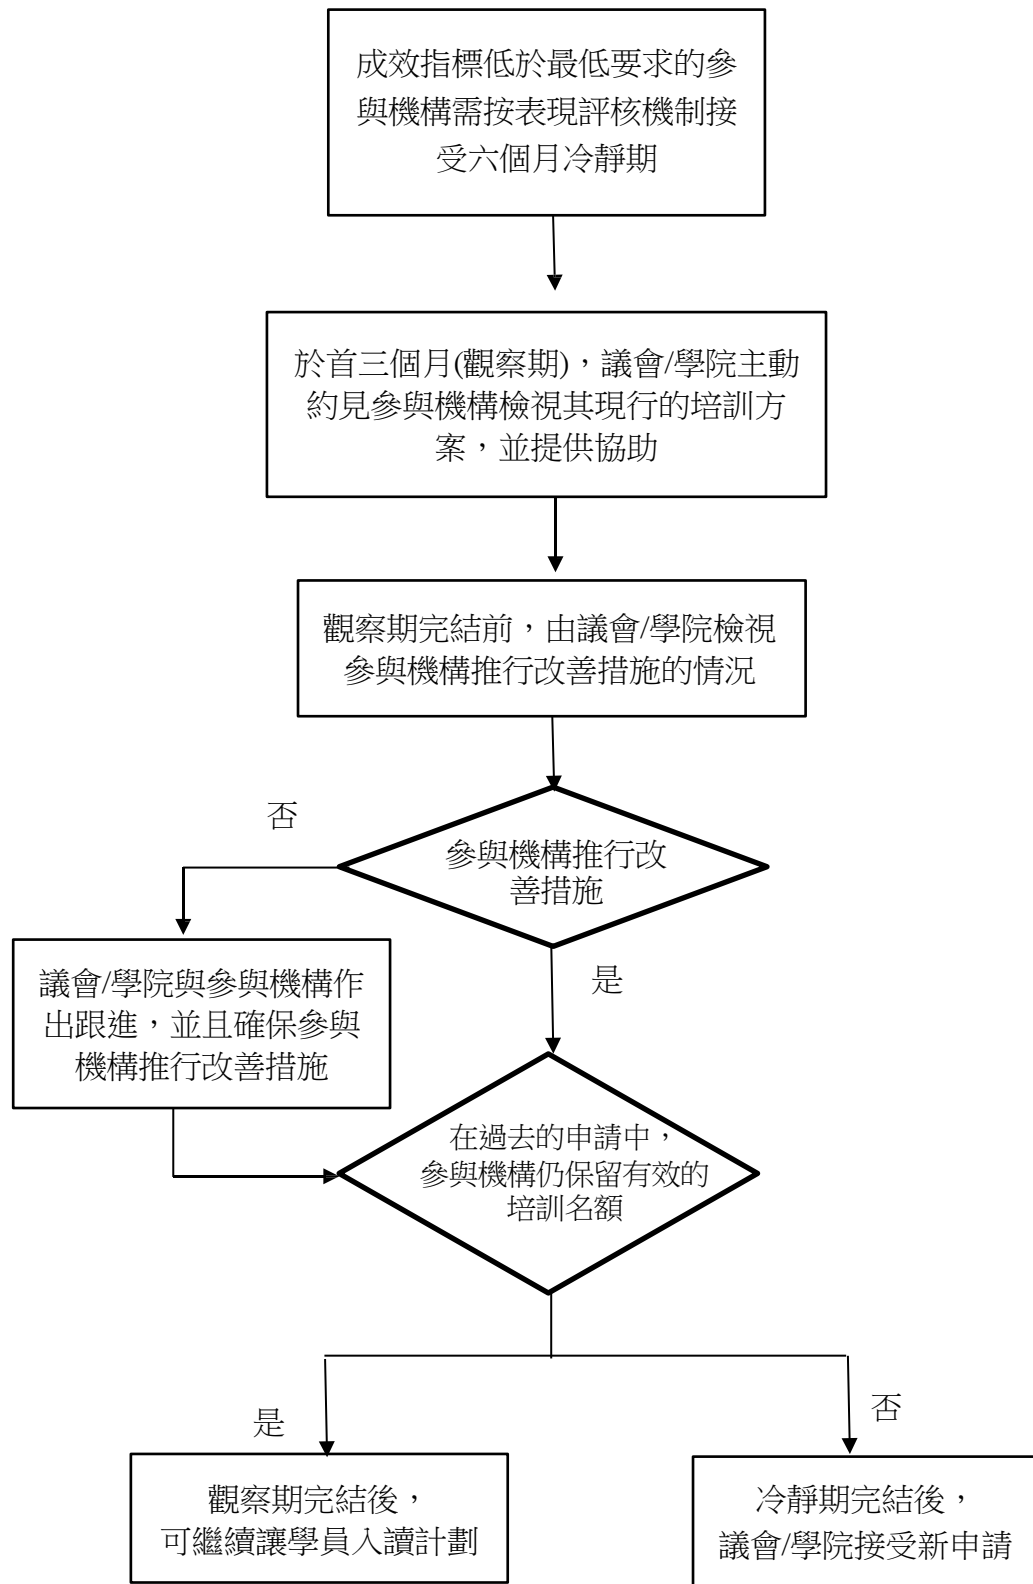 成效指標低於最低要求的參
與機構需按表現評核機制接
受六個月冷靜期
於首三個月(觀察期)，議會/學院主動
約見參與機構檢視其現行的培訓方
案，並提供協助
觀察期完結前，由議會/學院檢視
參與機構推行改善措施的情況
否
參與機構推行改
善措施
議會/學院與參與機構作
出跟進，並且確保參與
機構推行改善措施
是
在過去的申請中，
參與機構仍保留有效的
培訓名額
是
否
觀察期完結後，
可繼續讓學員入讀計劃
冷靜期完結後，
議會/學院接受新申請